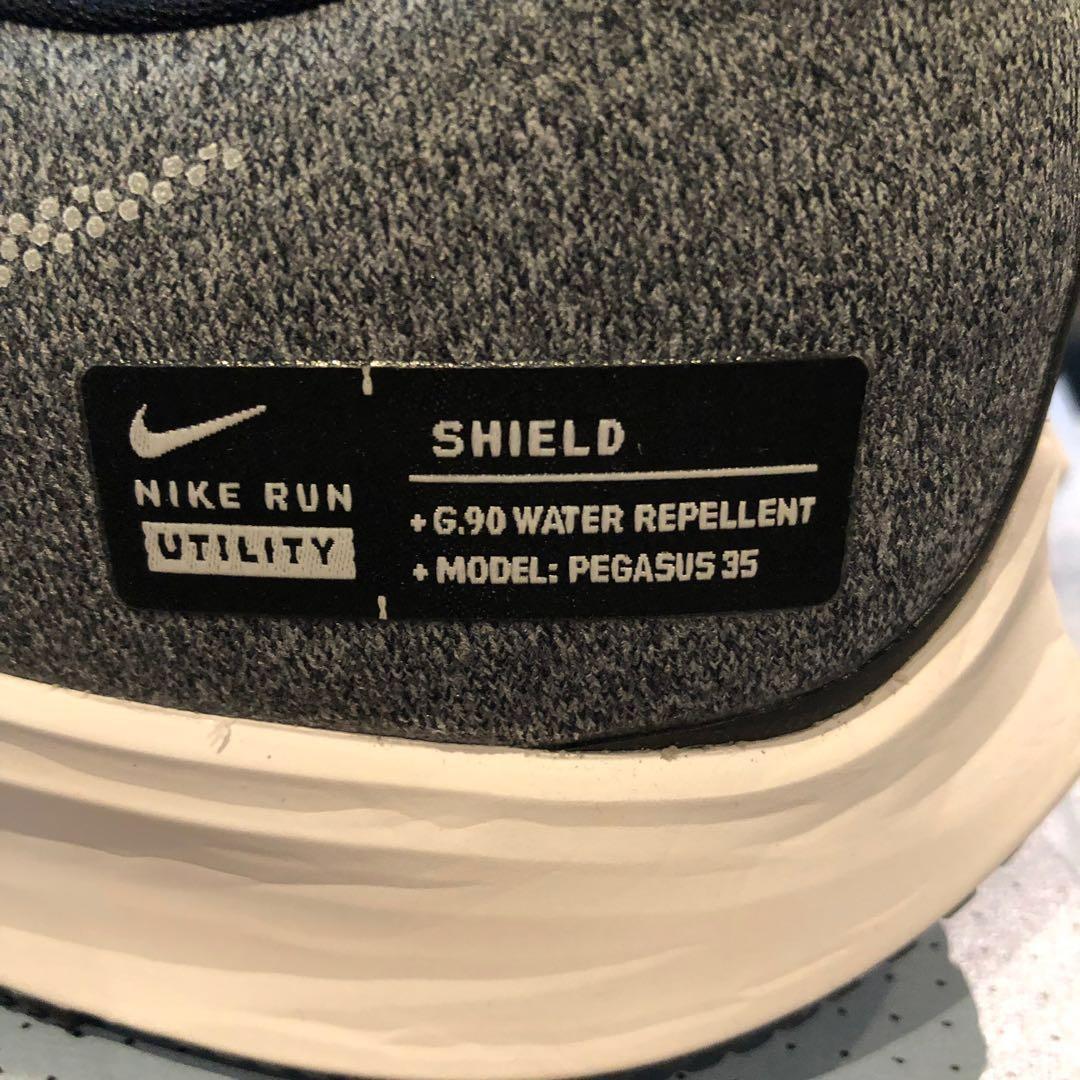 NIKE RUN
UTILITY
SHIELD
+ G.90 WATER REPELLENT
+ MODEL: PEGASUS 35